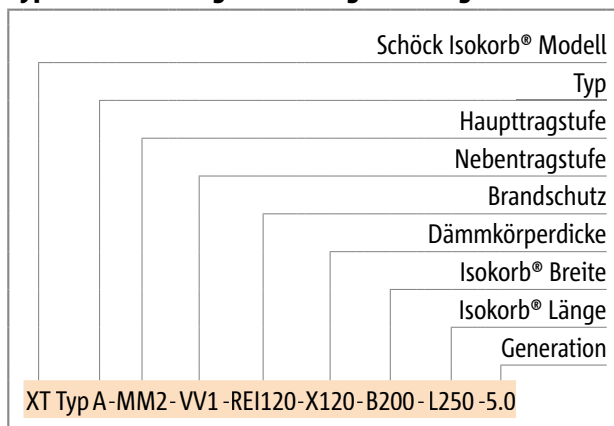 Schöck Isokorb® Modell
Typ
Haupttragstufe
Nebentragstufe
Brandschutz
Dämmkörperdicke
Isokorb® Breite
Isokorb® Länge
Generation
XT Typ A-MM2-VV1-REI120-X120-B200-L250-5.0